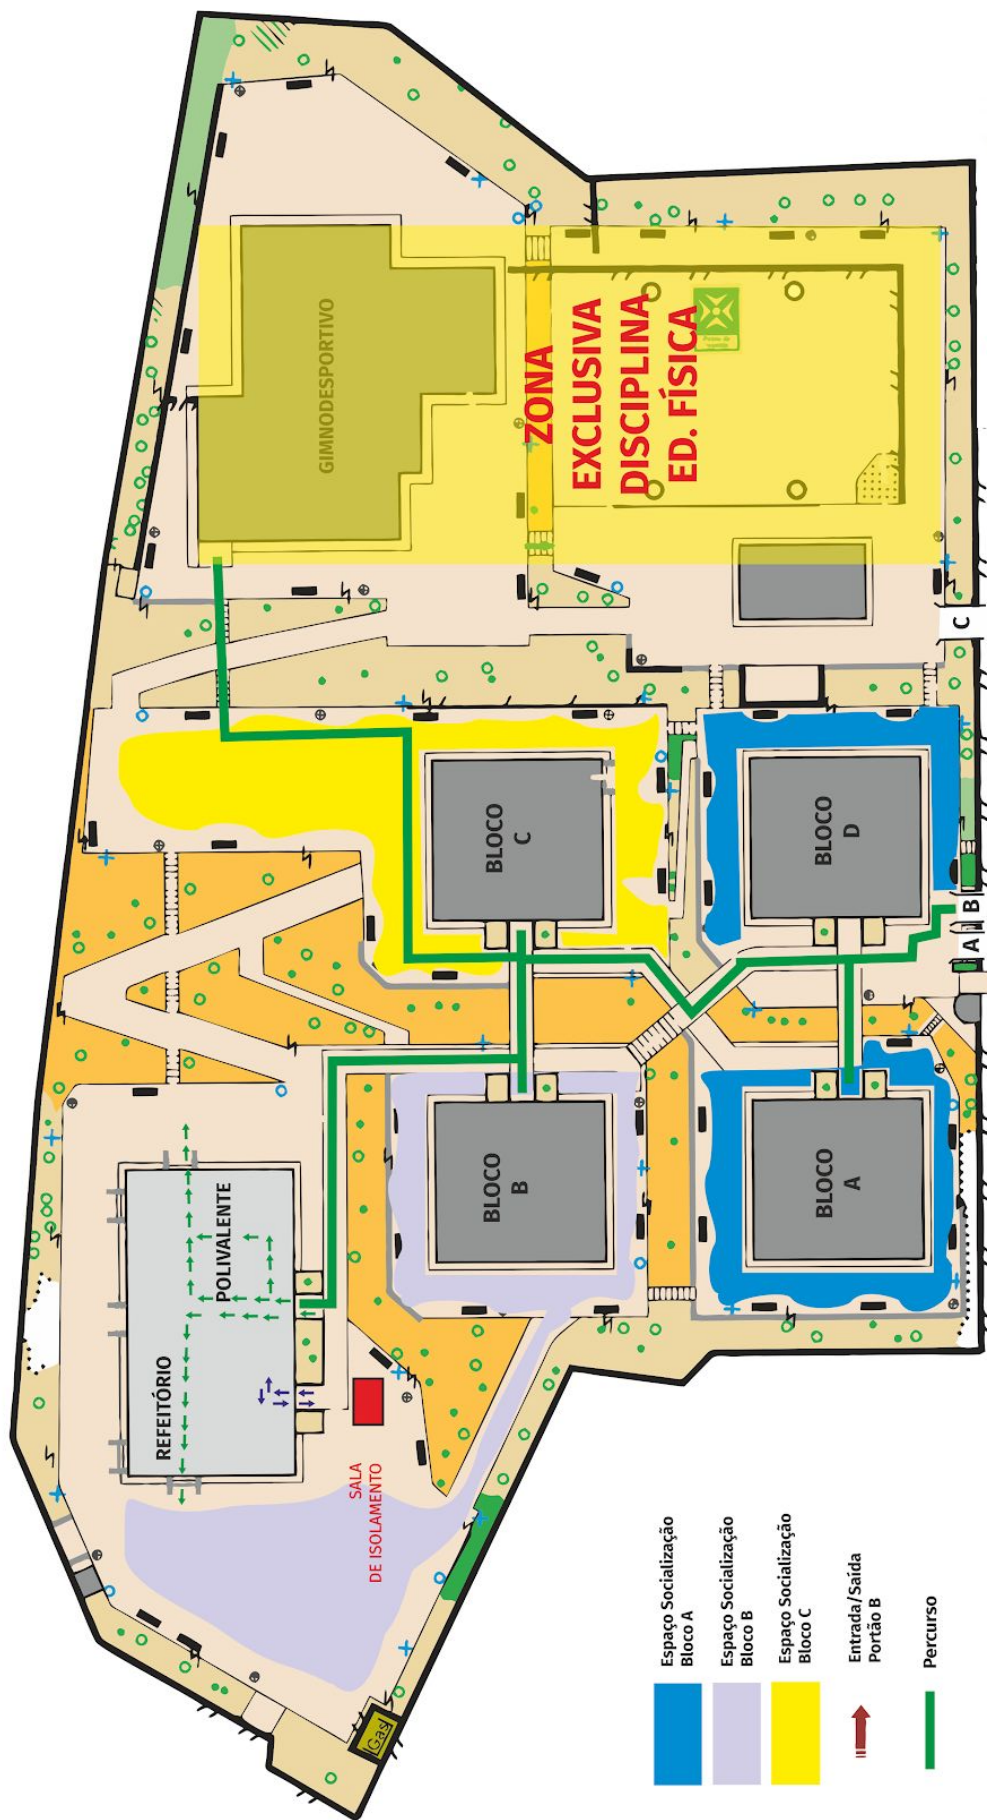 GIMNODESPORTIVO
ZONA
EXCLUSIVA
DISCIPLINA
ED. FÍSICA
BLOCO
C
BLOCO
D
BLOCO
B
BLOCO
A
C
B
A
POLIVALENTE
REFEITÓRIO
SALA
DE ISOLAMENTO
Gas
Espaço Socialização
Bloco A
Espaço Socialização
Bloco B
Espaço Socialização
Bloco C
Entrada/Saída
Portão B
Percurso